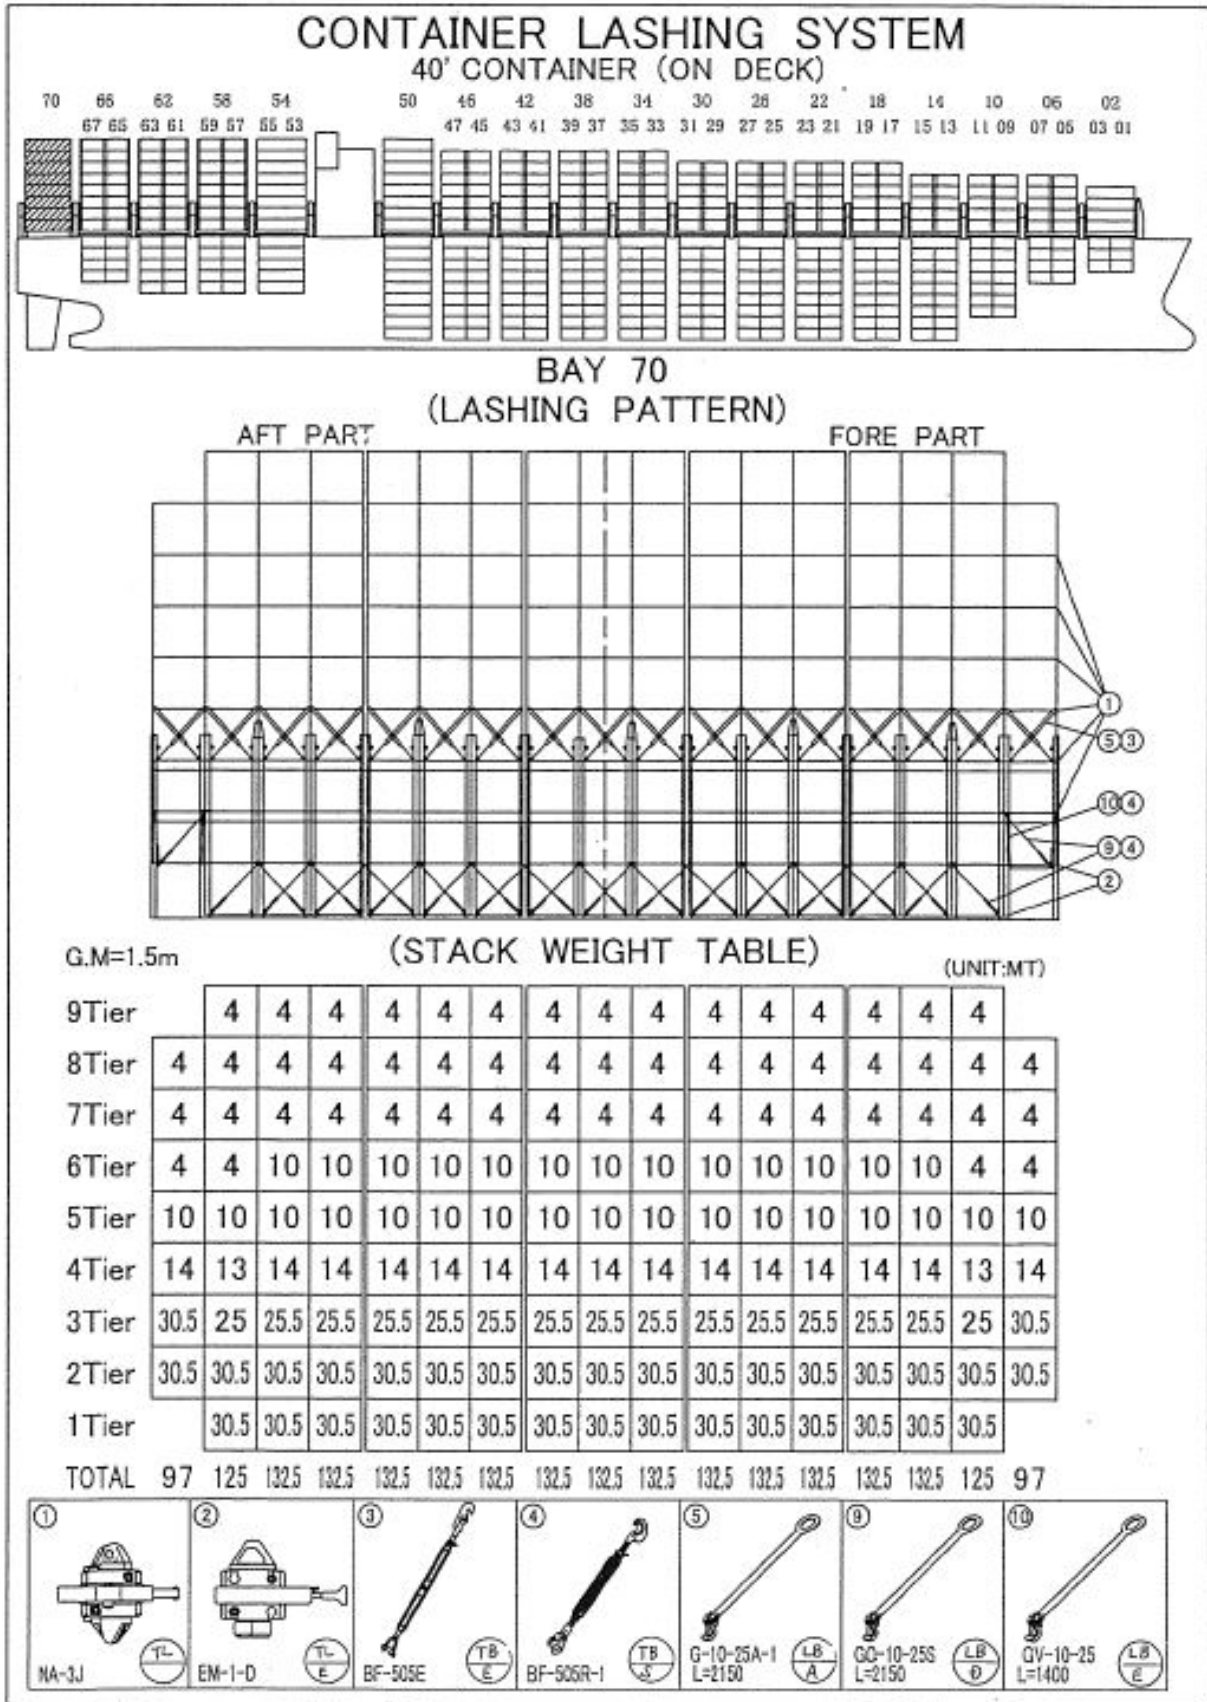 CONTAINER LASHING SYSTEM
40' CONTAINER (ON DECK)
70 66 62 58 54 50 46 42 38 34 30 26 22 18 14 10 06 02
67 65 63 61 59 57 55 53 47 45 43 41 39 37 35 33 31 29 27 25 23 21 19 17 15 13 11 09 07 05 03 01
BAY 70
(LASHING PATTERN)
AFT PART FORE PART
①
⑤③
⑩④
⑨④
②
G.M=1.5m (STACK WEIGHT TABLE) (UNIT:MT)
9Tier 4 4 4 4 4 4 4 4 4 4 4 4 4 4 4
8Tier 4 4 4 4 4 4 4 4 4 4 4 4 4 4 4 4 4
7Tier 4 4 4 4 4 4 4 4 4 4 4 4 4 4 4 4 4
6Tier 4 4 10 10 10 10 10 10 10 10 10 10 10 10 10 4 4
5Tier 10 10 10 10 10 10 10 10 10 10 10 10 10 10 10 10 10
4Tier 14 13 14 14 14 14 14 14 14 14 14 14 14 14 14 13 14
3Tier 30.5 25 25.5 25.5 25.5 25.5 25.5 25.5 25.5 25.5 25.5 25.5 25.5 25.5 25.5 25 30.5
2Tier 30.5 30.5 30.5 30.5 30.5 30.5 30.5 30.5 30.5 30.5 30.5 30.5 30.5 30.5 30.5 30.5 30.5
1Tier 30.5 30.5 30.5 30.5 30.5 30.5 30.5 30.5 30.5 30.5 30.5 30.5 30.5 30.5 30.5
TOTAL 97 125 132.5 132.5 132.5 132.5 132.5 132.5 132.5 132.5 132.5 132.5 132.5 132.5 132.5 125 97
① ② ③ ④ ⑤ ⑨ ⑩
TL TL E TB E TB S LB A LB D LB E
NA-3J EM-1-D BF-505E BF-505R-1 G-10-25A-1 GC-10-25S QV-10-25
L=2150 L=2150 L=1400